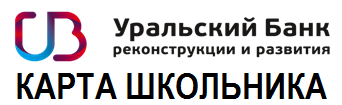 Уральский Банк
реконструкции и развития
КАРТА ШКОЛЬНИКА